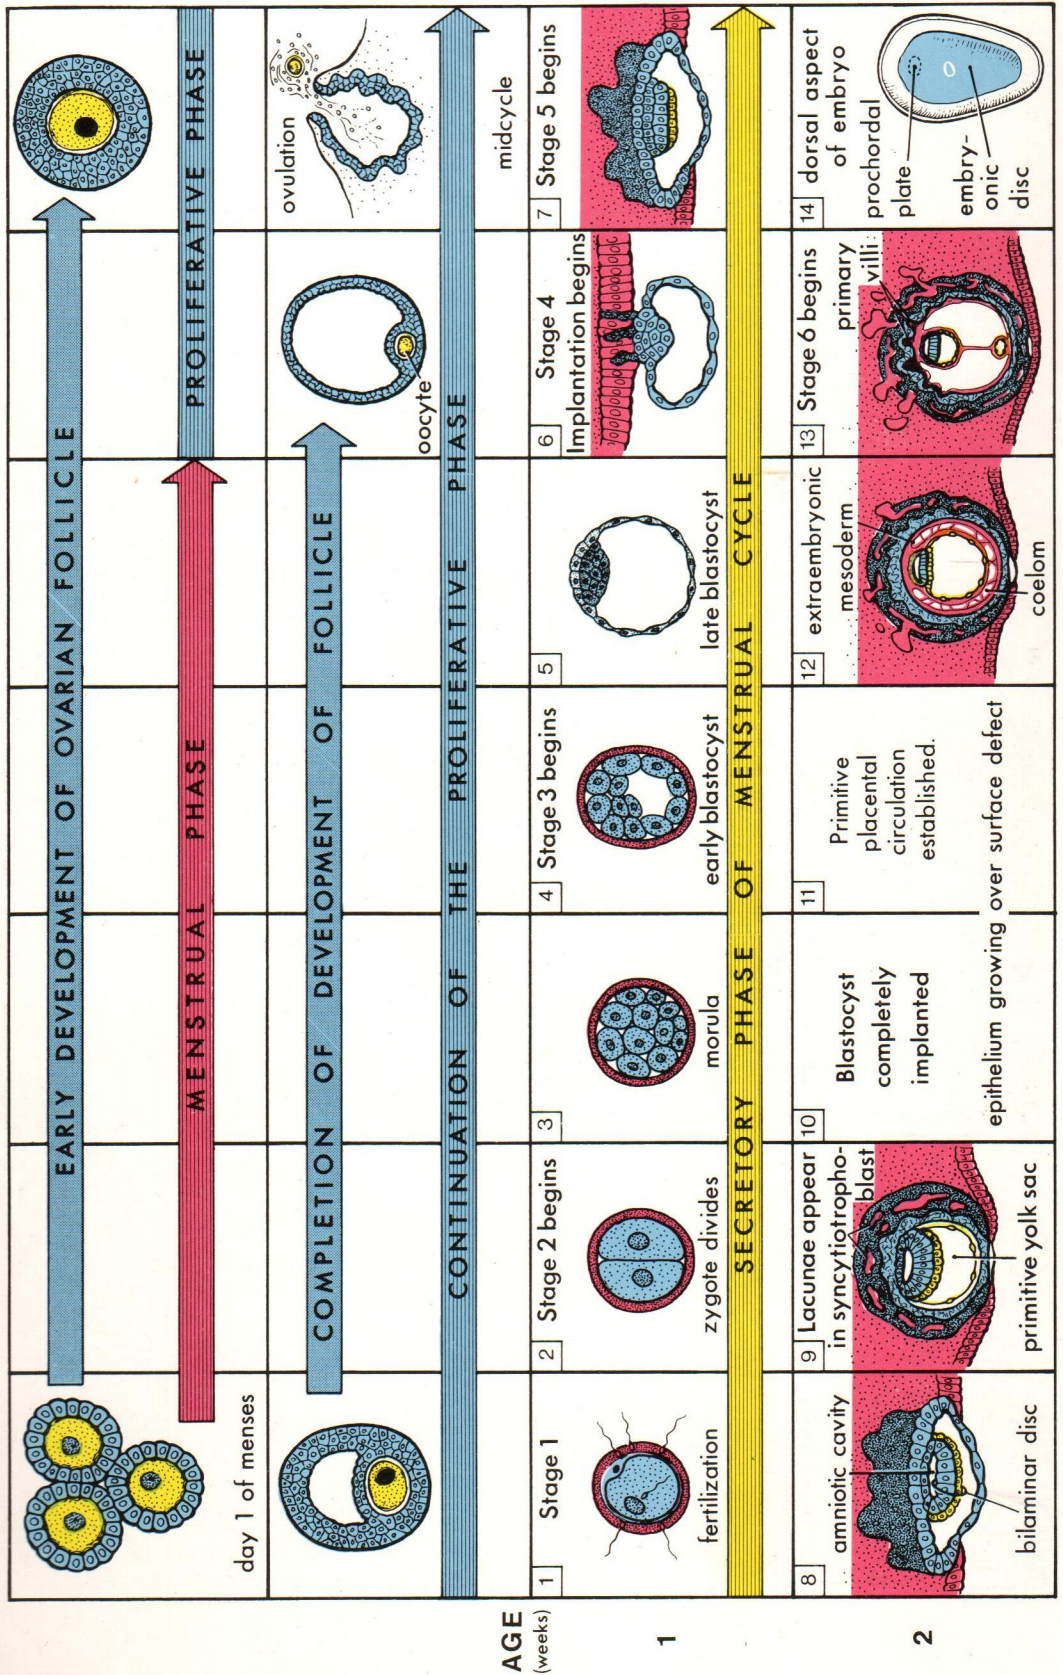 EARLY DEVELOPMENT OF OVARIAN FOLLICLE
MENSTRUAL PHASE
PROLIFERATIVE PHASE
day 1 of menses
COMPLETION OF DEVELOPMENT OF FOLLICLE
oocyte
ovulation
CONTINUATION OF THE PROLIFERATIVE PHASE
midcycle
AGE
(weeks)
1
1
Stage 1
fertilization
2
Stage 2 begins
zygote divides
3
morula
4
Stage 3 begins
early blastocyst
5
late blastocyst
6
Stage 4
Implantation begins
7
Stage 5 begins
SECRETORY PHASE OF MENSTRUAL CYCLE
2
8
amniotic cavity
bilaminar disc
9
Lacunae appear
in syncytiotropho-
blast
primitive yolk sac
10
Blastocyst
completely
implanted
11
Primitive
placental
circulation
established.
epithelium growing over surface defect
12
extraembryonic
mesoderm
coelom
13
Stage 6 begins
primary
villi
14
dorsal aspect
of embryo
prochordal
plate
embry-
onic
disc